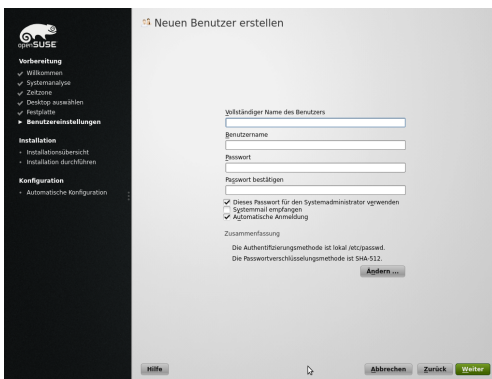 openSUSE
Vorbereitung
Willkommen
Systemanalyse
Zeitzone
Desktop auswählen
Festplatte
Benutzereinstellungen
Installation
Installationsübersicht
Installation durchführen
Konfiguration
Automatische Konfiguration
Neuen Benutzer erstellen
Vollständiger Name des Benutzers
Benutzername
Passwort
Passwort bestätigen
Dieses Passwort für den Systemadministrator verwenden
Systemmail empfangen
Automatische Anmeldung
Zusammenfassung
Die Authentifizierungsmethode ist lokal /etc/passwd.
Die Passwortverschlüsselungsmethode ist SHA-512.
Ändern ...
Hilfe Abbrechen Zurück Weiter